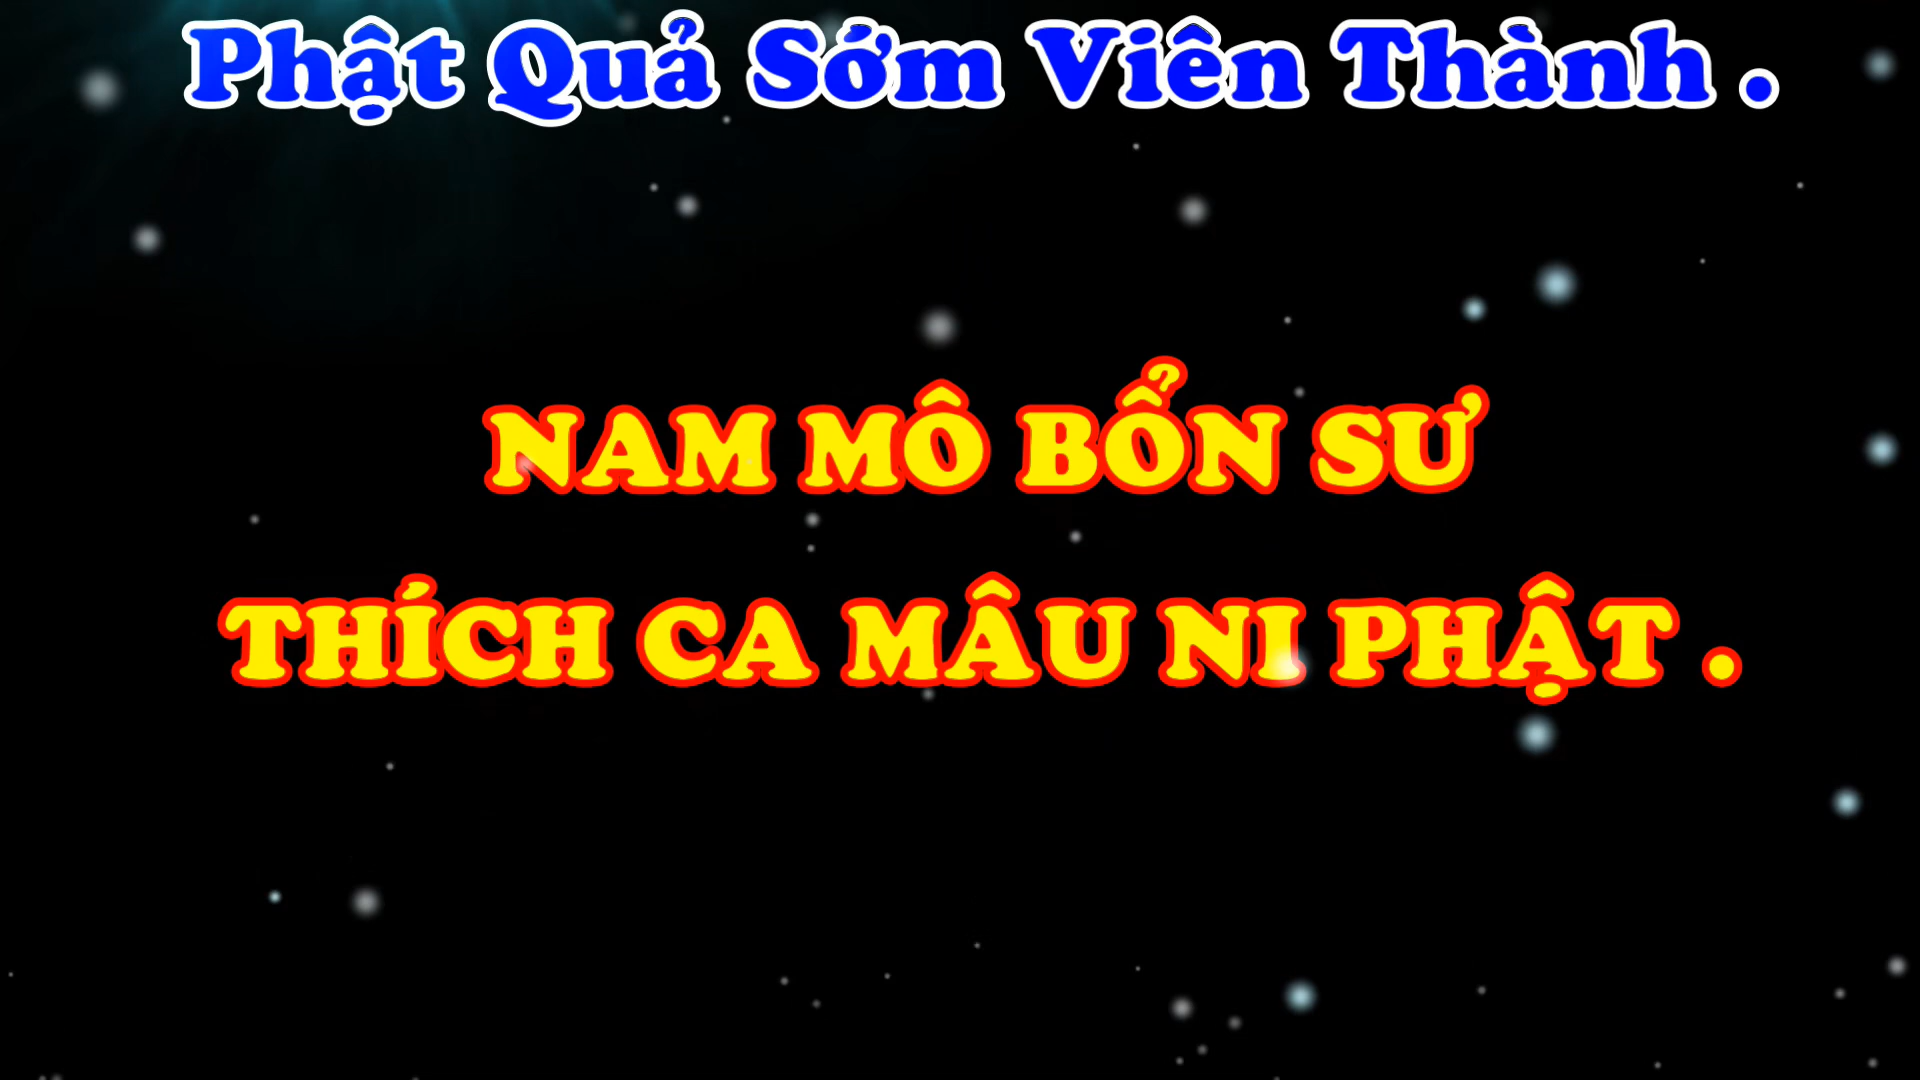 Phật Quả Sớm Viên Thành .
NAM MÔ BỔN SƯ
THÍCH CA MÂU NI PHẬT .